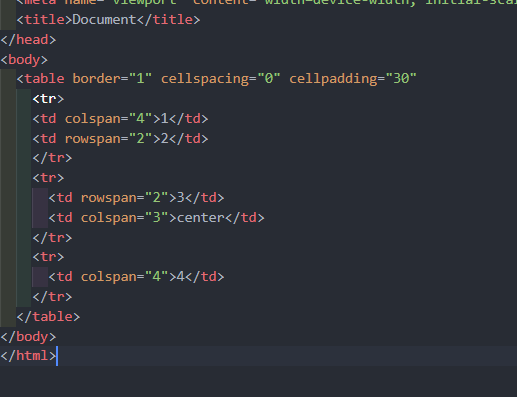 <meta name="viewport" content="width=device-width, initial-scal
<title>Document</title>
</head>
<body>
<table border="1" cellspacing="0" cellpadding="30"
<tr>
<td colspan="4">1</td>
<td rowspan="2">2</td>
</tr>
<tr>
<td rowspan="2">3</td>
<td colspan="3">center</td>
</tr>
<tr>
<td colspan="4">4</td>
</tr>
</table>
</body>
</html>